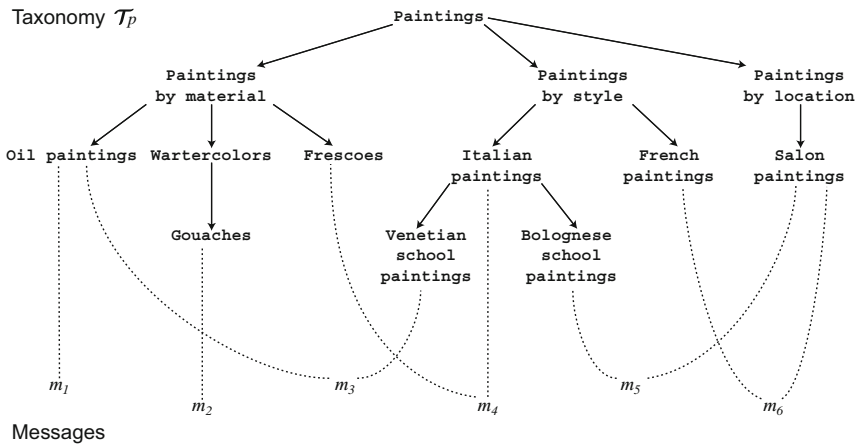 Taxonomy 𝒯p
Paintings
Paintings by material
Paintings by style
Paintings by location
Oil paintings
Wartercolors
Frescoes
Italian paintings
French paintings
Salon paintings
Gouaches
Venetian school paintings
Bolognese school paintings
m1
m2
m3
m4
m5
m6
Messages